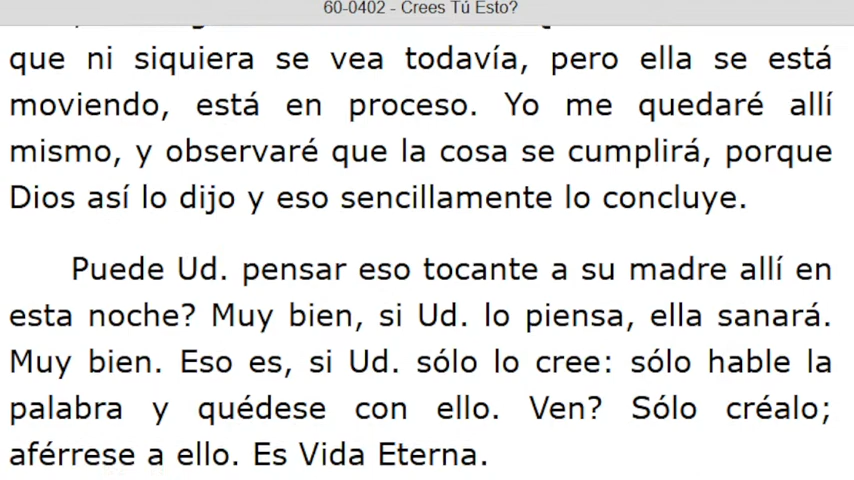 60-0402 - Crees Tú Esto?
que ni siquiera se vea todavía, pero ella se está
moviendo, está en proceso. Yo me quedaré allí
mismo, y observaré que la cosa se cumplirá, porque
Dios así lo dijo y eso sencillamente lo concluye.
Puede Ud. pensar eso tocante a su madre allí en
esta noche? Muy bien, si Ud. lo piensa, ella sanará.
Muy bien. Eso es, si Ud. sólo lo cree: sólo hable la
palabra y quédese con ello. Ven? Sólo créalo;
aférrese a ello. Es Vida Eterna.